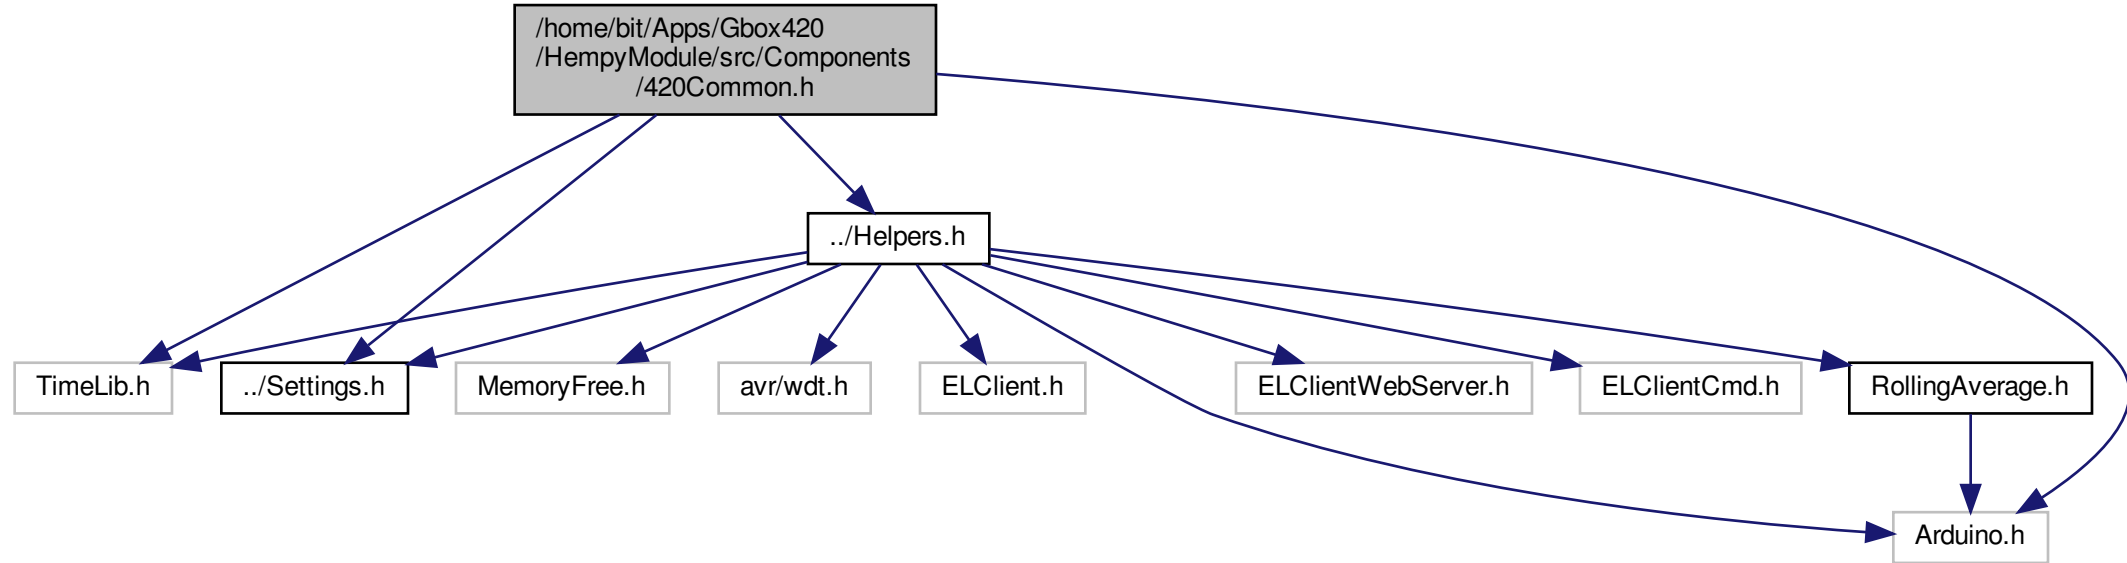 /home/bit/Apps/Gbox420
/HempyModule/src/Components
/420Common.h
../Helpers.h
TimeLib.h
../Settings.h
MemoryFree.h
avr/wdt.h
ELClient.h
ELClientWebServer.h
ELClientCmd.h
RollingAverage.h
Arduino.h